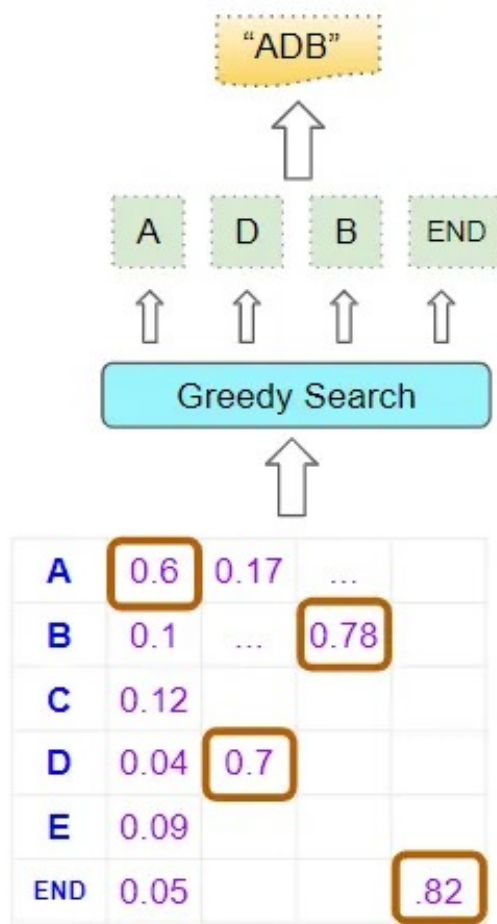 “ADB”
A D B END
Greedy Search
A 0.6 0.17 ...
B 0.1 ... 0.78
C 0.12
D 0.04 0.7
E 0.09
END 0.05 .82